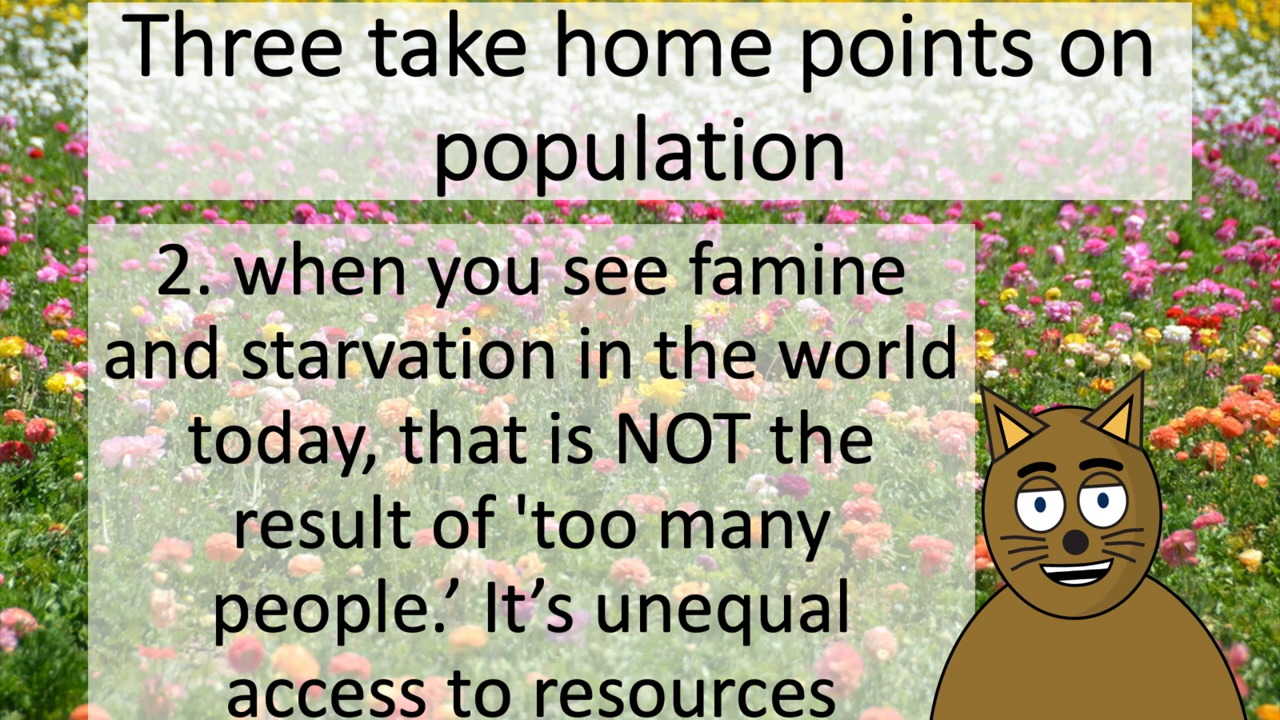 Three take home points on
population
2. when you see famine
and starvation in the world
today, that is NOT the
result of 'too many
people.’ It’s unequal
access to resources